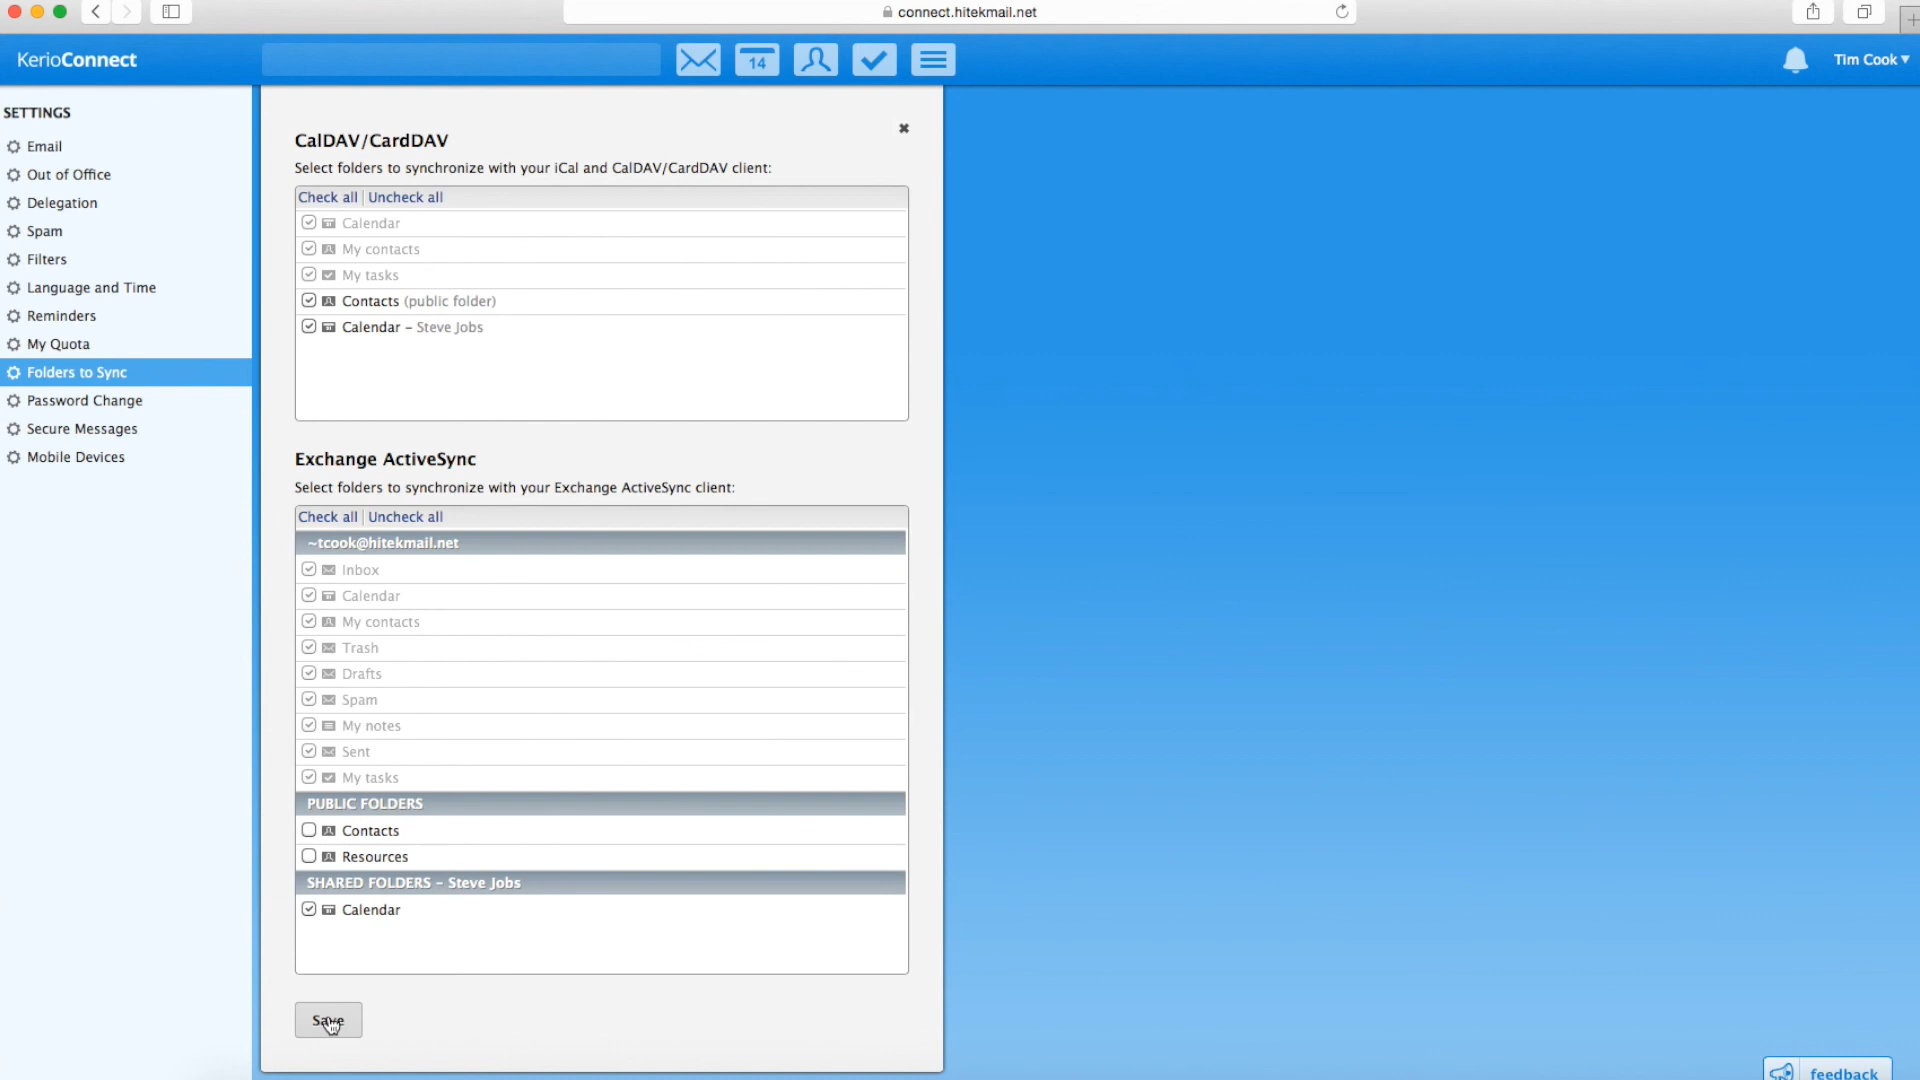 connect.hitekmail.net
KerioConnect
14
Tim Cook
SETTINGS
Email
Out of Office
Delegation
Spam
Filters
Language and Time
Reminders
My Quota
Folders to Sync
Password Change
Secure Messages
Mobile Devices
CalDAV/CardDAV
Select folders to synchronize with your iCal and CalDAV/CardDAV client:
Check all | Uncheck all
Calendar
My contacts
My tasks
Contacts (public folder)
Calendar – Steve Jobs
Exchange ActiveSync
Select folders to synchronize with your Exchange ActiveSync client:
Check all | Uncheck all
~tcook@hitekmail.net
Inbox
Calendar
My contacts
Trash
Drafts
Spam
My notes
Sent
My tasks
PUBLIC FOLDERS
Contacts
Resources
SHARED FOLDERS – Steve Jobs
Calendar
Save
feedback